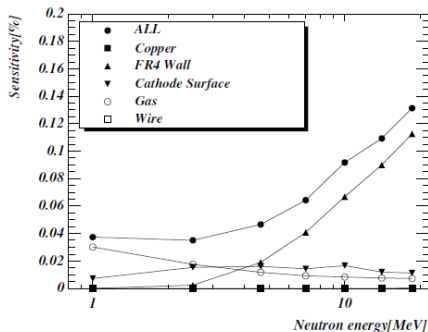 Sensitivity[%]
0.2
0.18
0.16
0.14
0.12
0.1
0.08
0.06
0.04
0.02
0
ALL
Copper
FR4 Wall
Cathode Surface
Gas
Wire
1
10
Neutron energy[MeV]